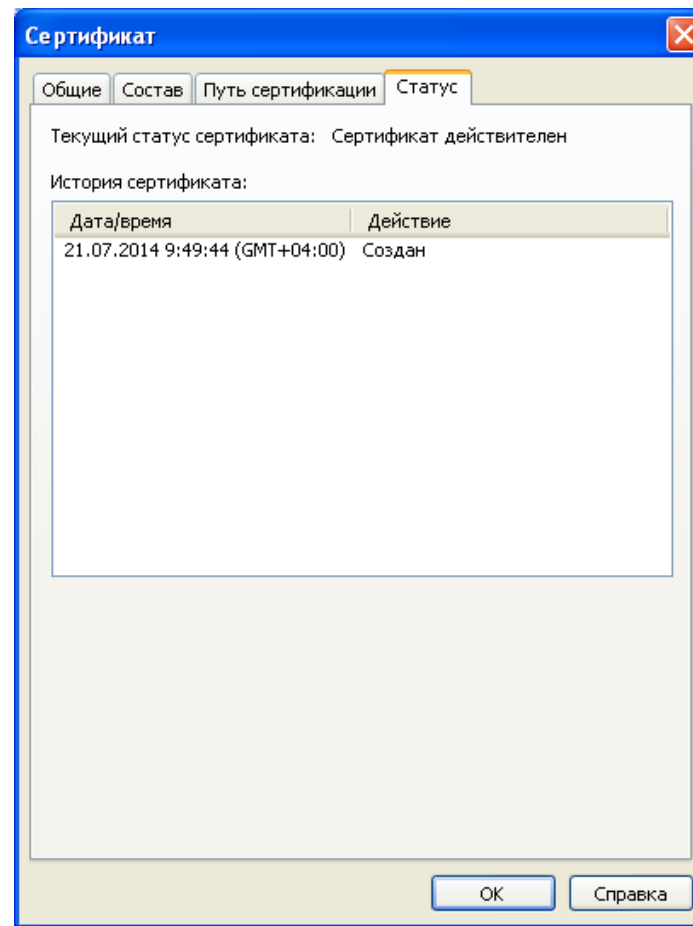 Сертификат
Общие Состав Путь сертификации Статус
Текущий статус сертификата: Сертификат действителен
История сертификата:
Дата/время Действие
21.07.2014 9:49:44 (GMT+04:00) Создан
OK Справка